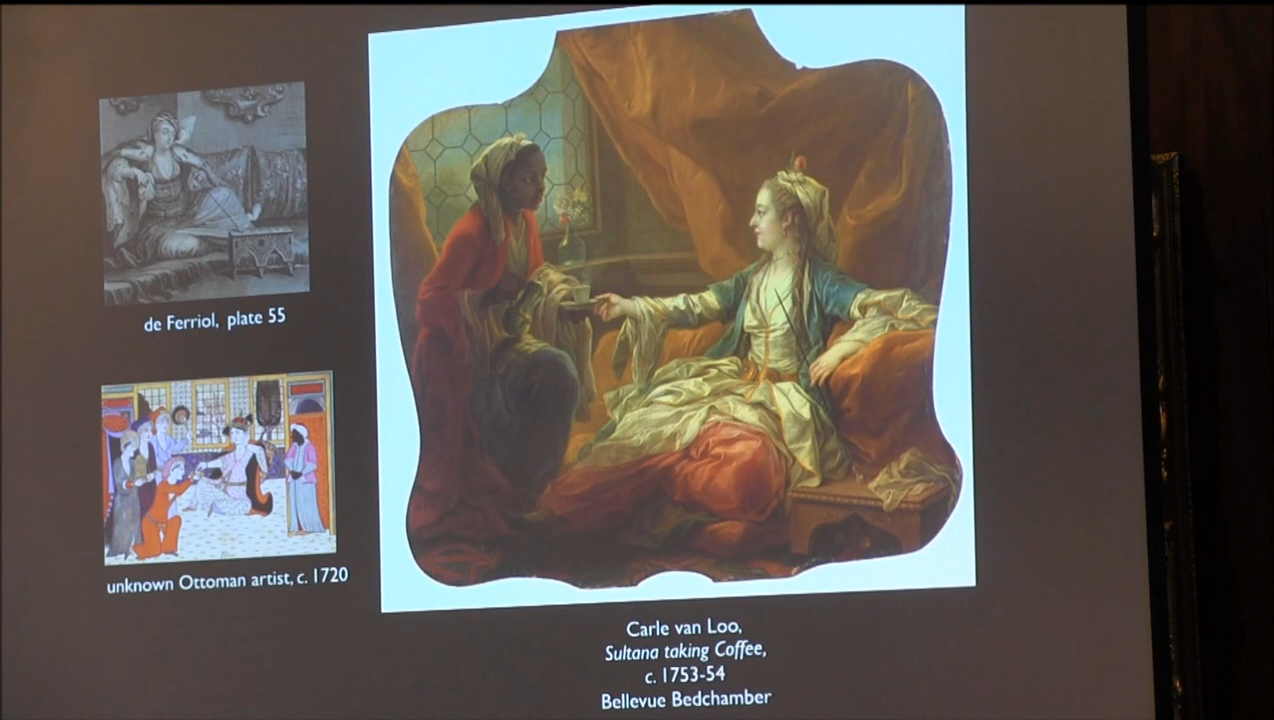 de Ferriol, plate 55
unknown Ottoman artist, c. 1720
Carle van Loo,
Sultana taking Coffee,
c. 1753-54
Bellevue Bedchamber